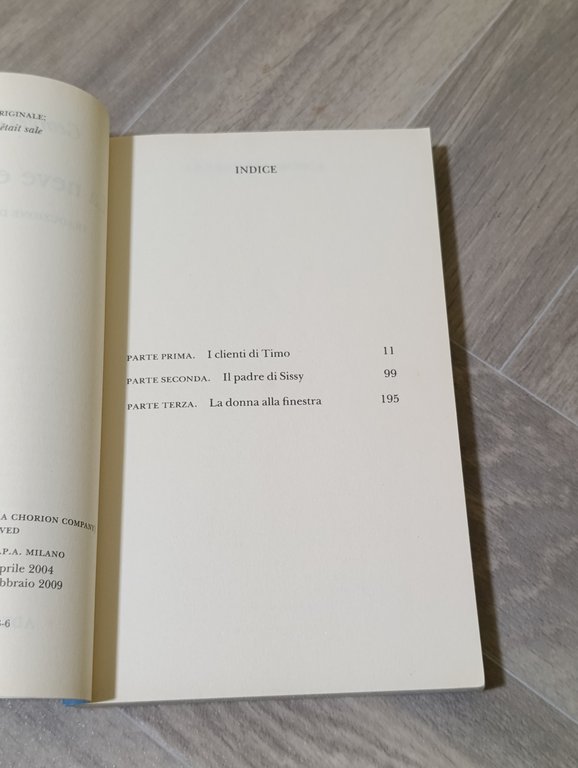 RIGINALE:
était sale
A CHORION COMPANY.
VED
.P.A. MILANO
prile 2004
bbraio 2009
-6
INDICE
PARTE PRIMA. I clienti di Timo 11
PARTE SECONDA. Il padre di Sissy 99
PARTE TERZA. La donna alla finestra 195